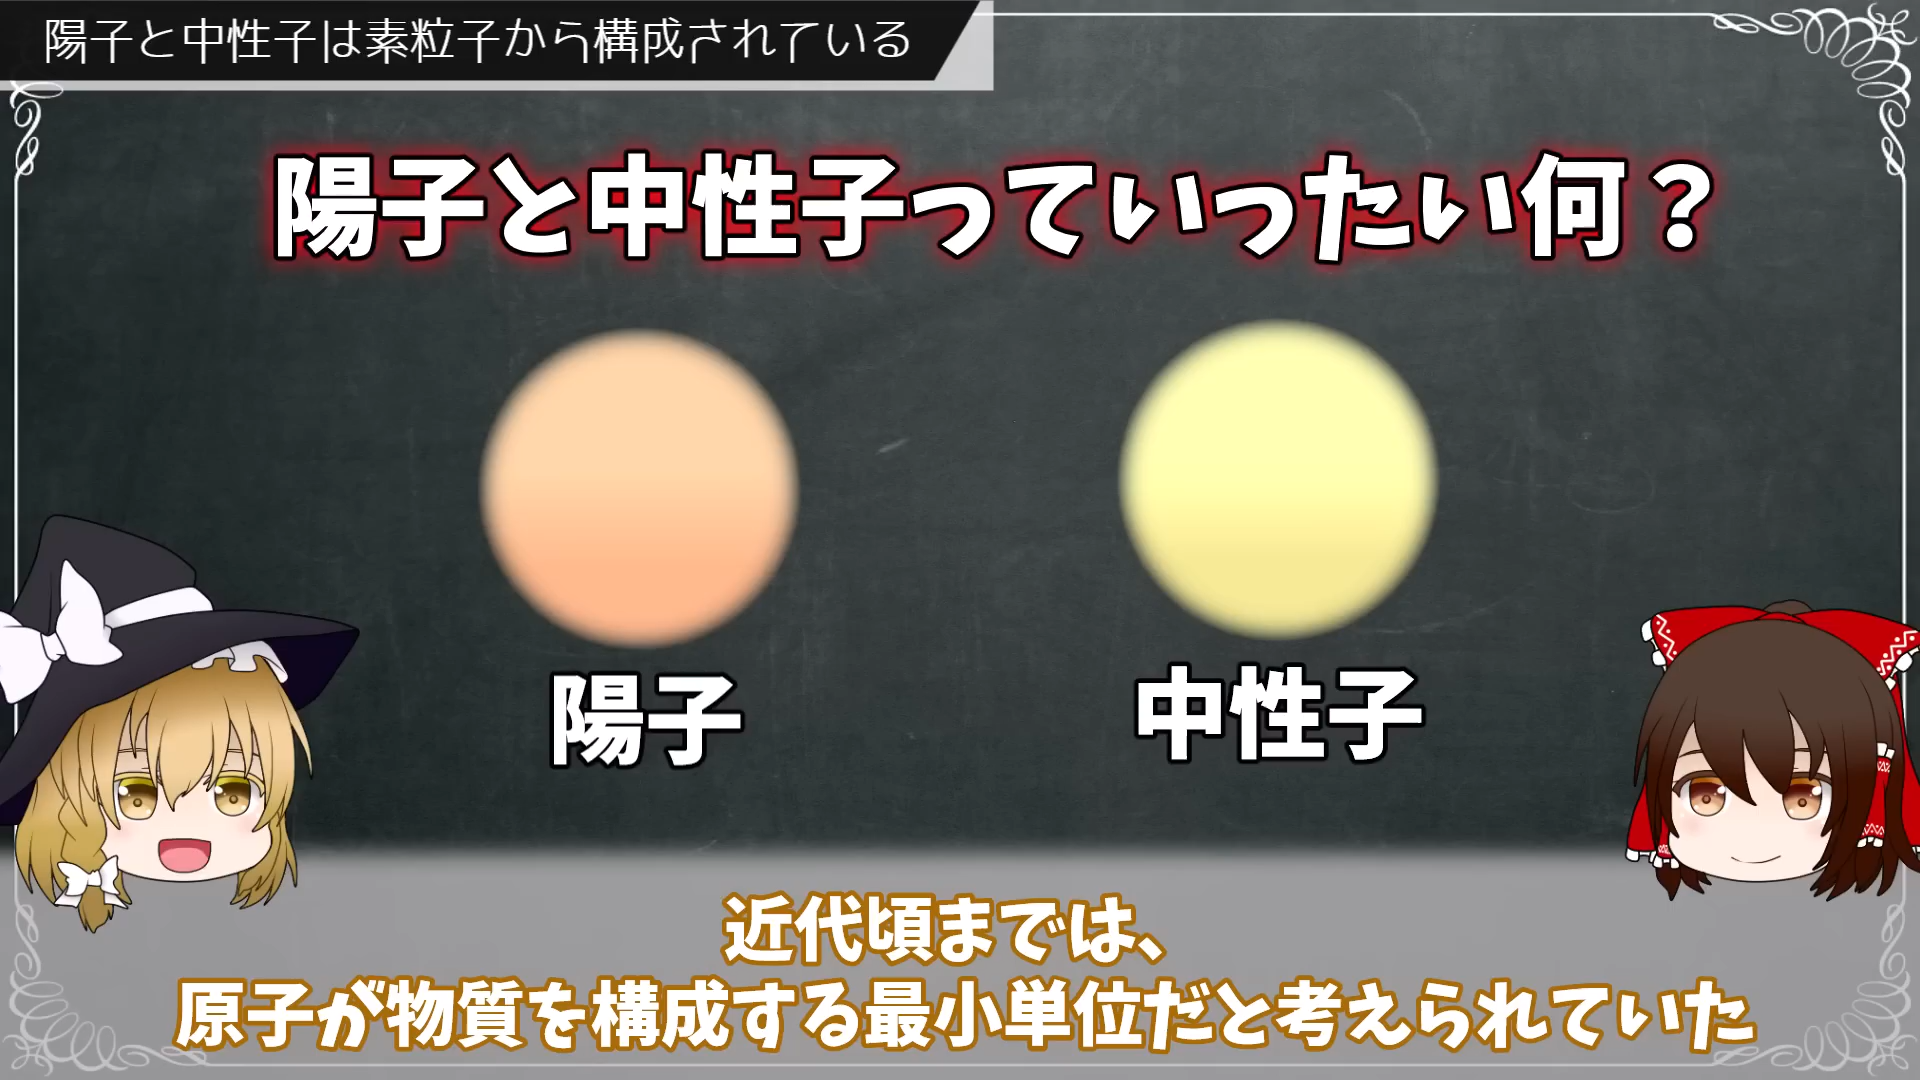 陽子と中性子は素粒子から構成されている
陽子と中性子っていったい何？
陽子
中性子
近代頃までは、
原子が物質を構成する最小単位だと考えられていた